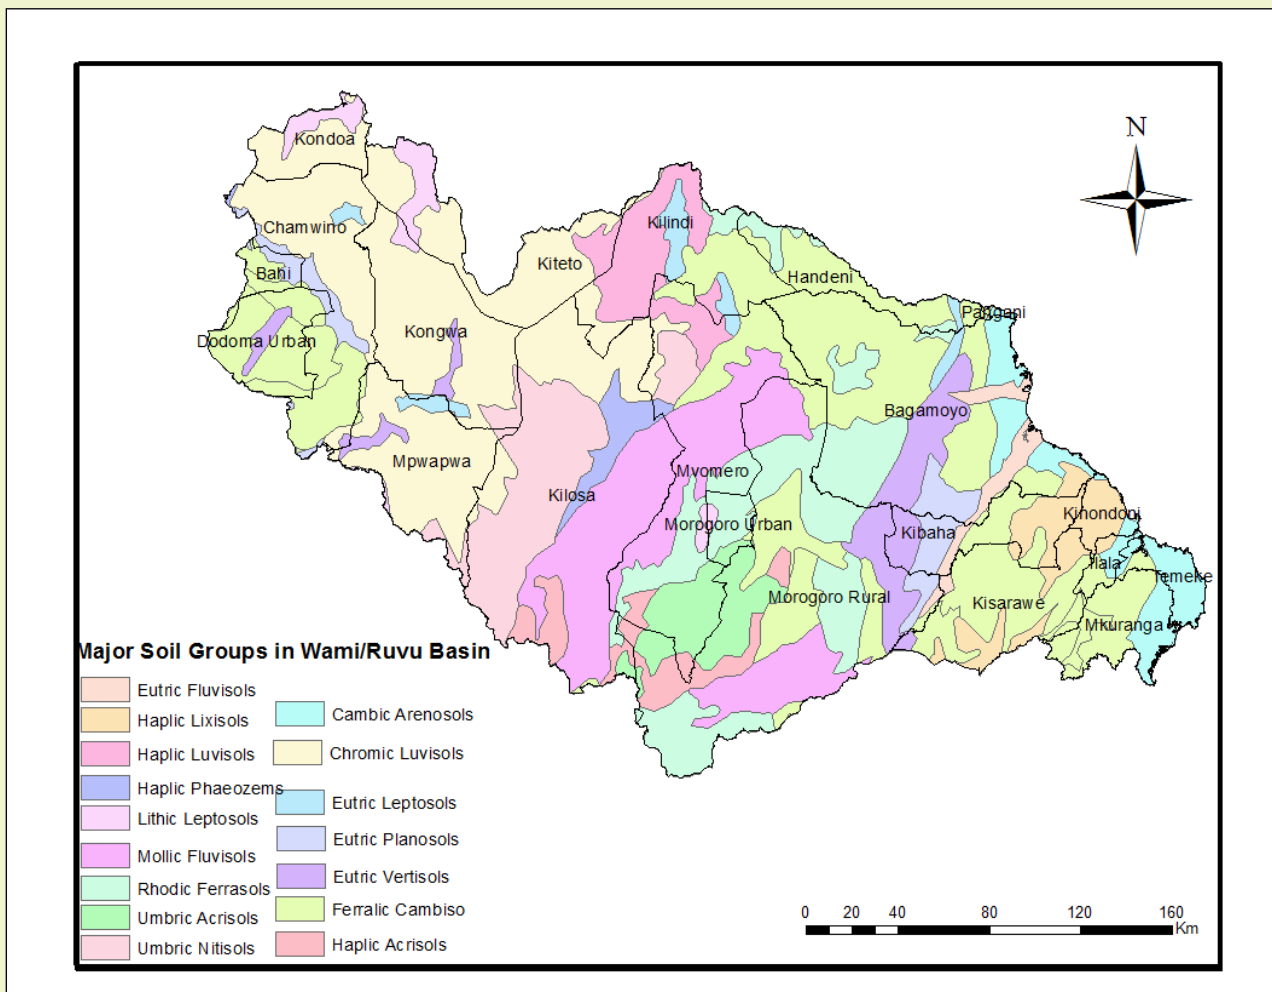 N
Kondoa
Chamwino
Kilindi
Kiteto
Bahi
Handeni
Pangani
Kongwa
Dodoma Urban
Bagamoyo
Mpwapwa
Mvomero
Kilosa
Kinondoni
Morogoro Urban
Kibaha
Ilala
Temeke
Morogoro Rural
Kisarawe
Mkuranga
Major Soil Groups in Wami/Ruvu Basin
Eutric Fluvisols
Haplic Lixisols
Haplic Luvisols
Haplic Phaeozems
Lithic Leptosols
Mollic Fluvisols
Rhodic Ferrasols
Umbric Acrisols
Umbric Nitisols
Cambic Arenosols
Chromic Luvisols
Eutric Leptosols
Eutric Planosols
Eutric Vertisols
Ferralic Cambiso
Haplic Acrisols
0 20 40 80 120 160
Km